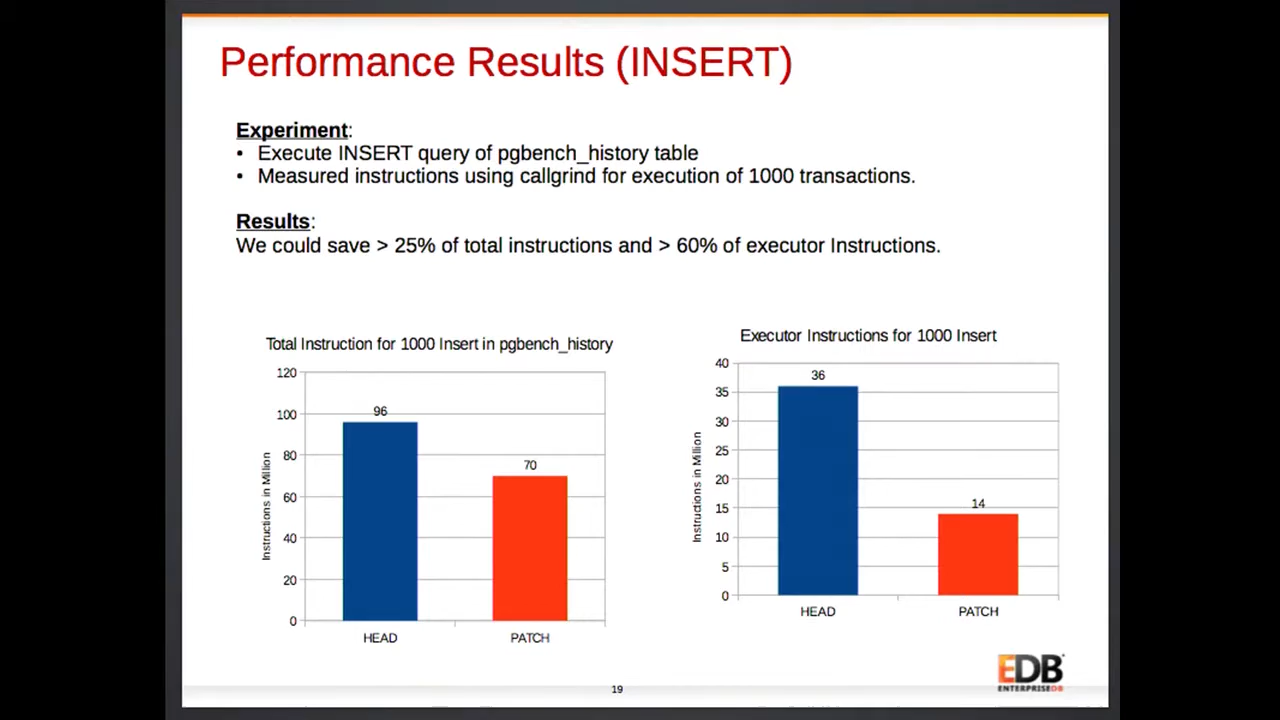 Performance Results (INSERT)
Experiment:
• Execute INSERT query of pgbench_history table
• Measured instructions using callgrind for execution of 1000 transactions.
Results:
We could save > 25% of total instructions and > 60% of executor Instructions.
Total Instruction for 1000 Insert in pgbench_history
Instructions in Million
120
100
80
60
40
20
0
96
70
HEAD
PATCH
Executor Instructions for 1000 Insert
Instructions in Million
40
35
30
25
20
15
10
5
0
36
14
HEAD
PATCH
EDB
ENTERPRISEDB
19